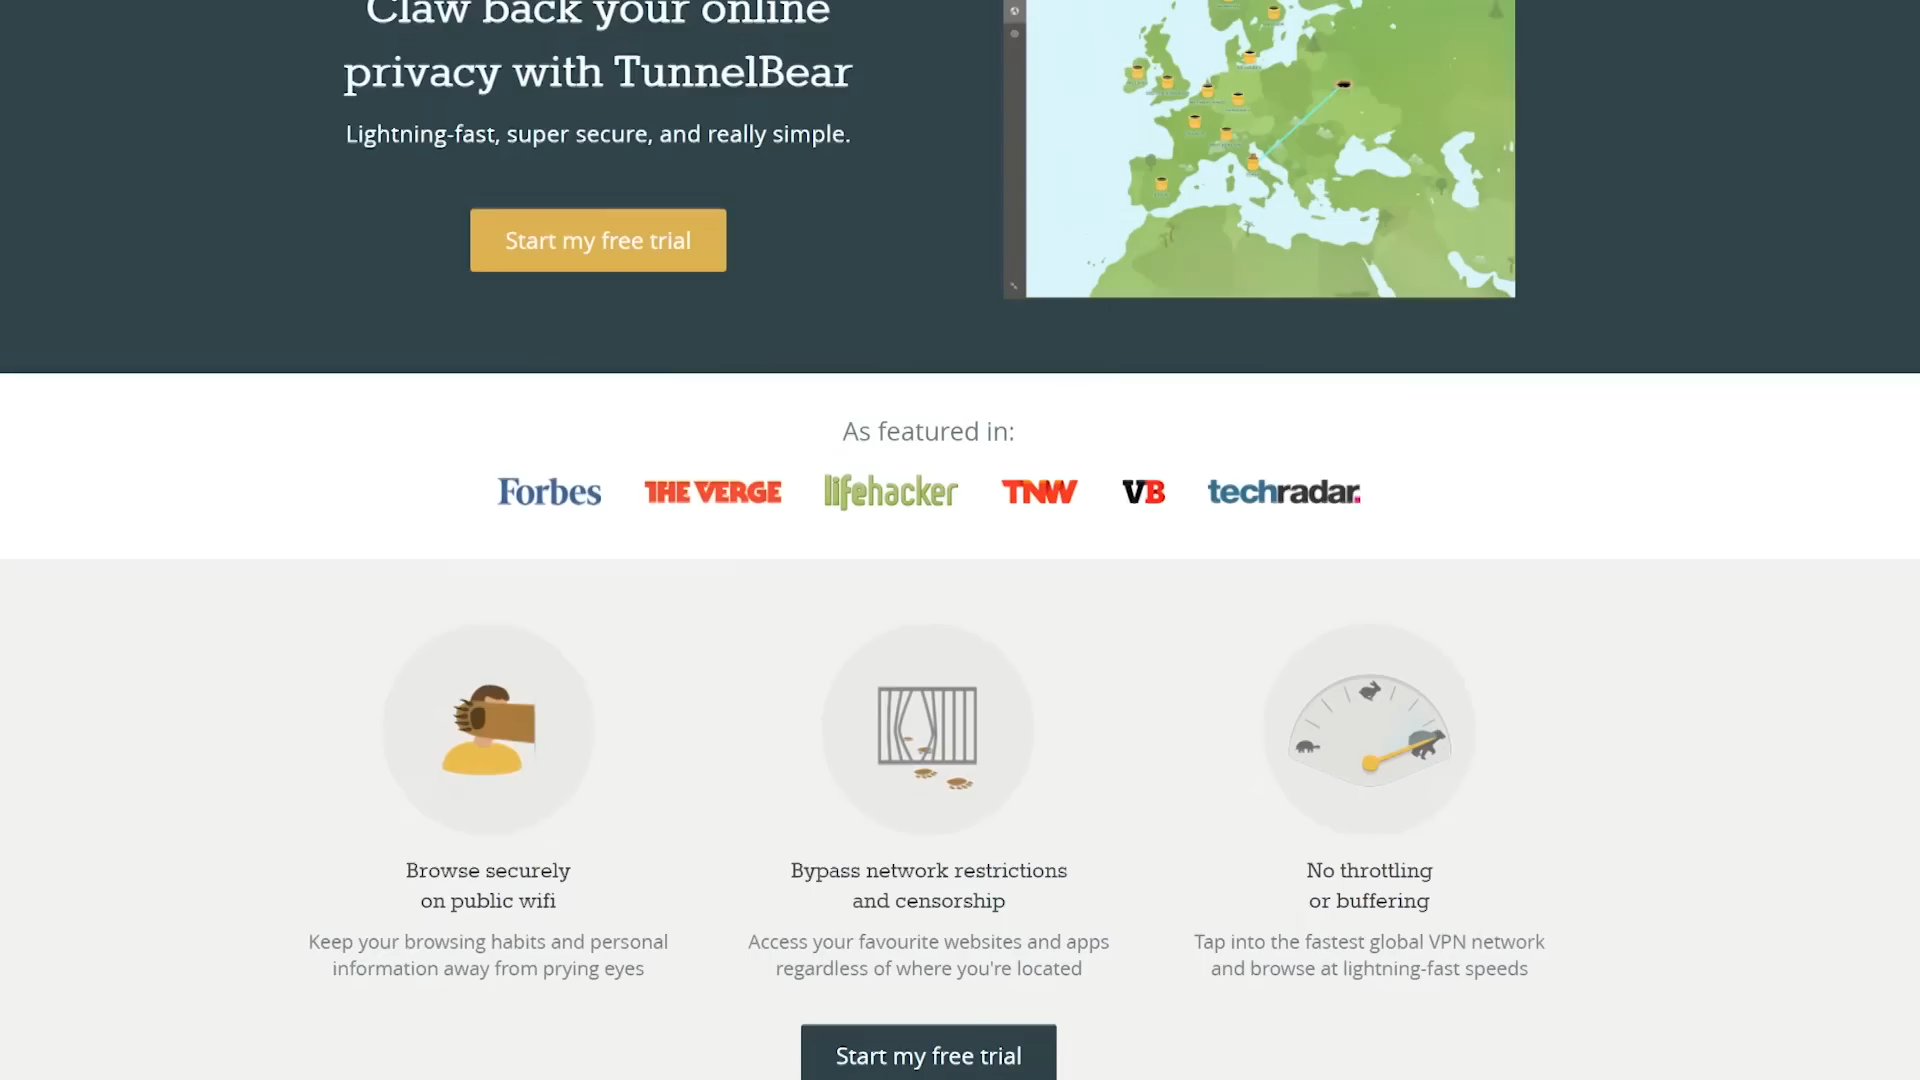 Claw back your online
privacy with TunnelBear
Lightning-fast, super secure, and really simple.
Start my free trial
As featured in:
Forbes THE VERGE lifehacker TNW VB techradar.
Browse securely
on public wifi
Keep your browsing habits and personal
information away from prying eyes
Bypass network restrictions
and censorship
Access your favourite websites and apps
regardless of where you're located
No throttling
or buffering
Tap into the fastest global VPN network
and browse at lightning-fast speeds
Start my free trial